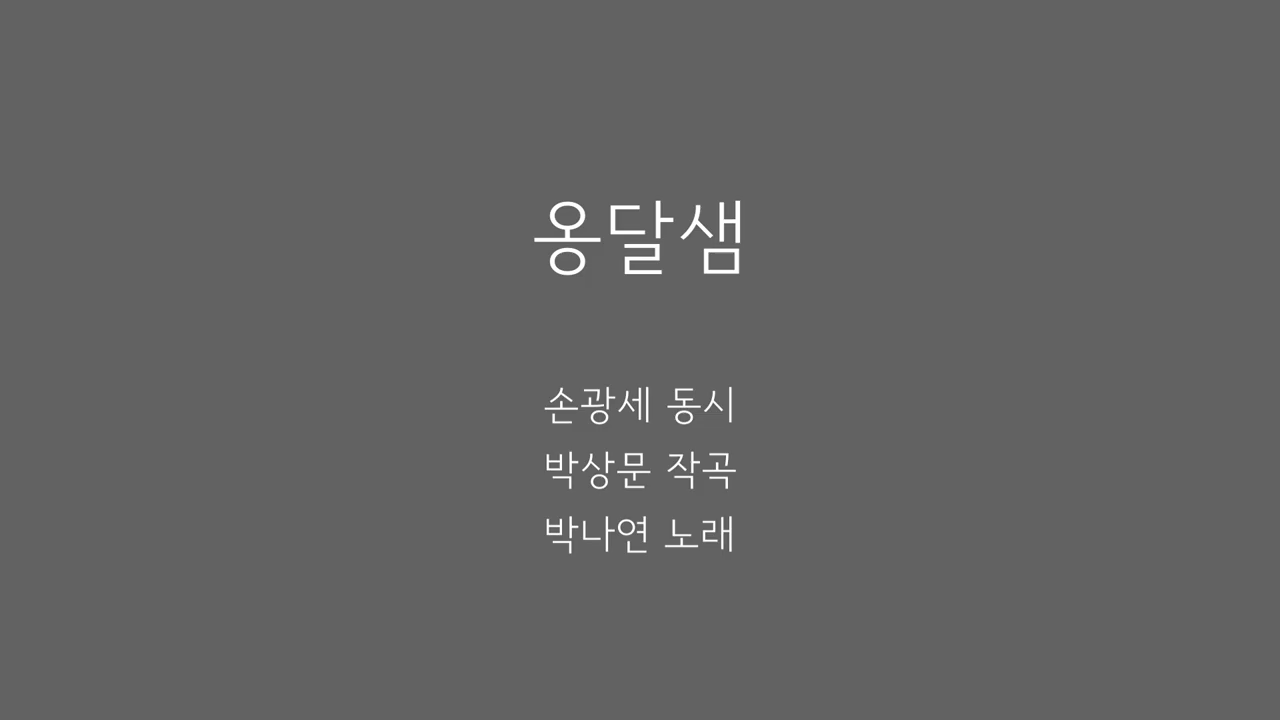 옹달샘
손광세 동시
박상문 작곡
박나연 노래